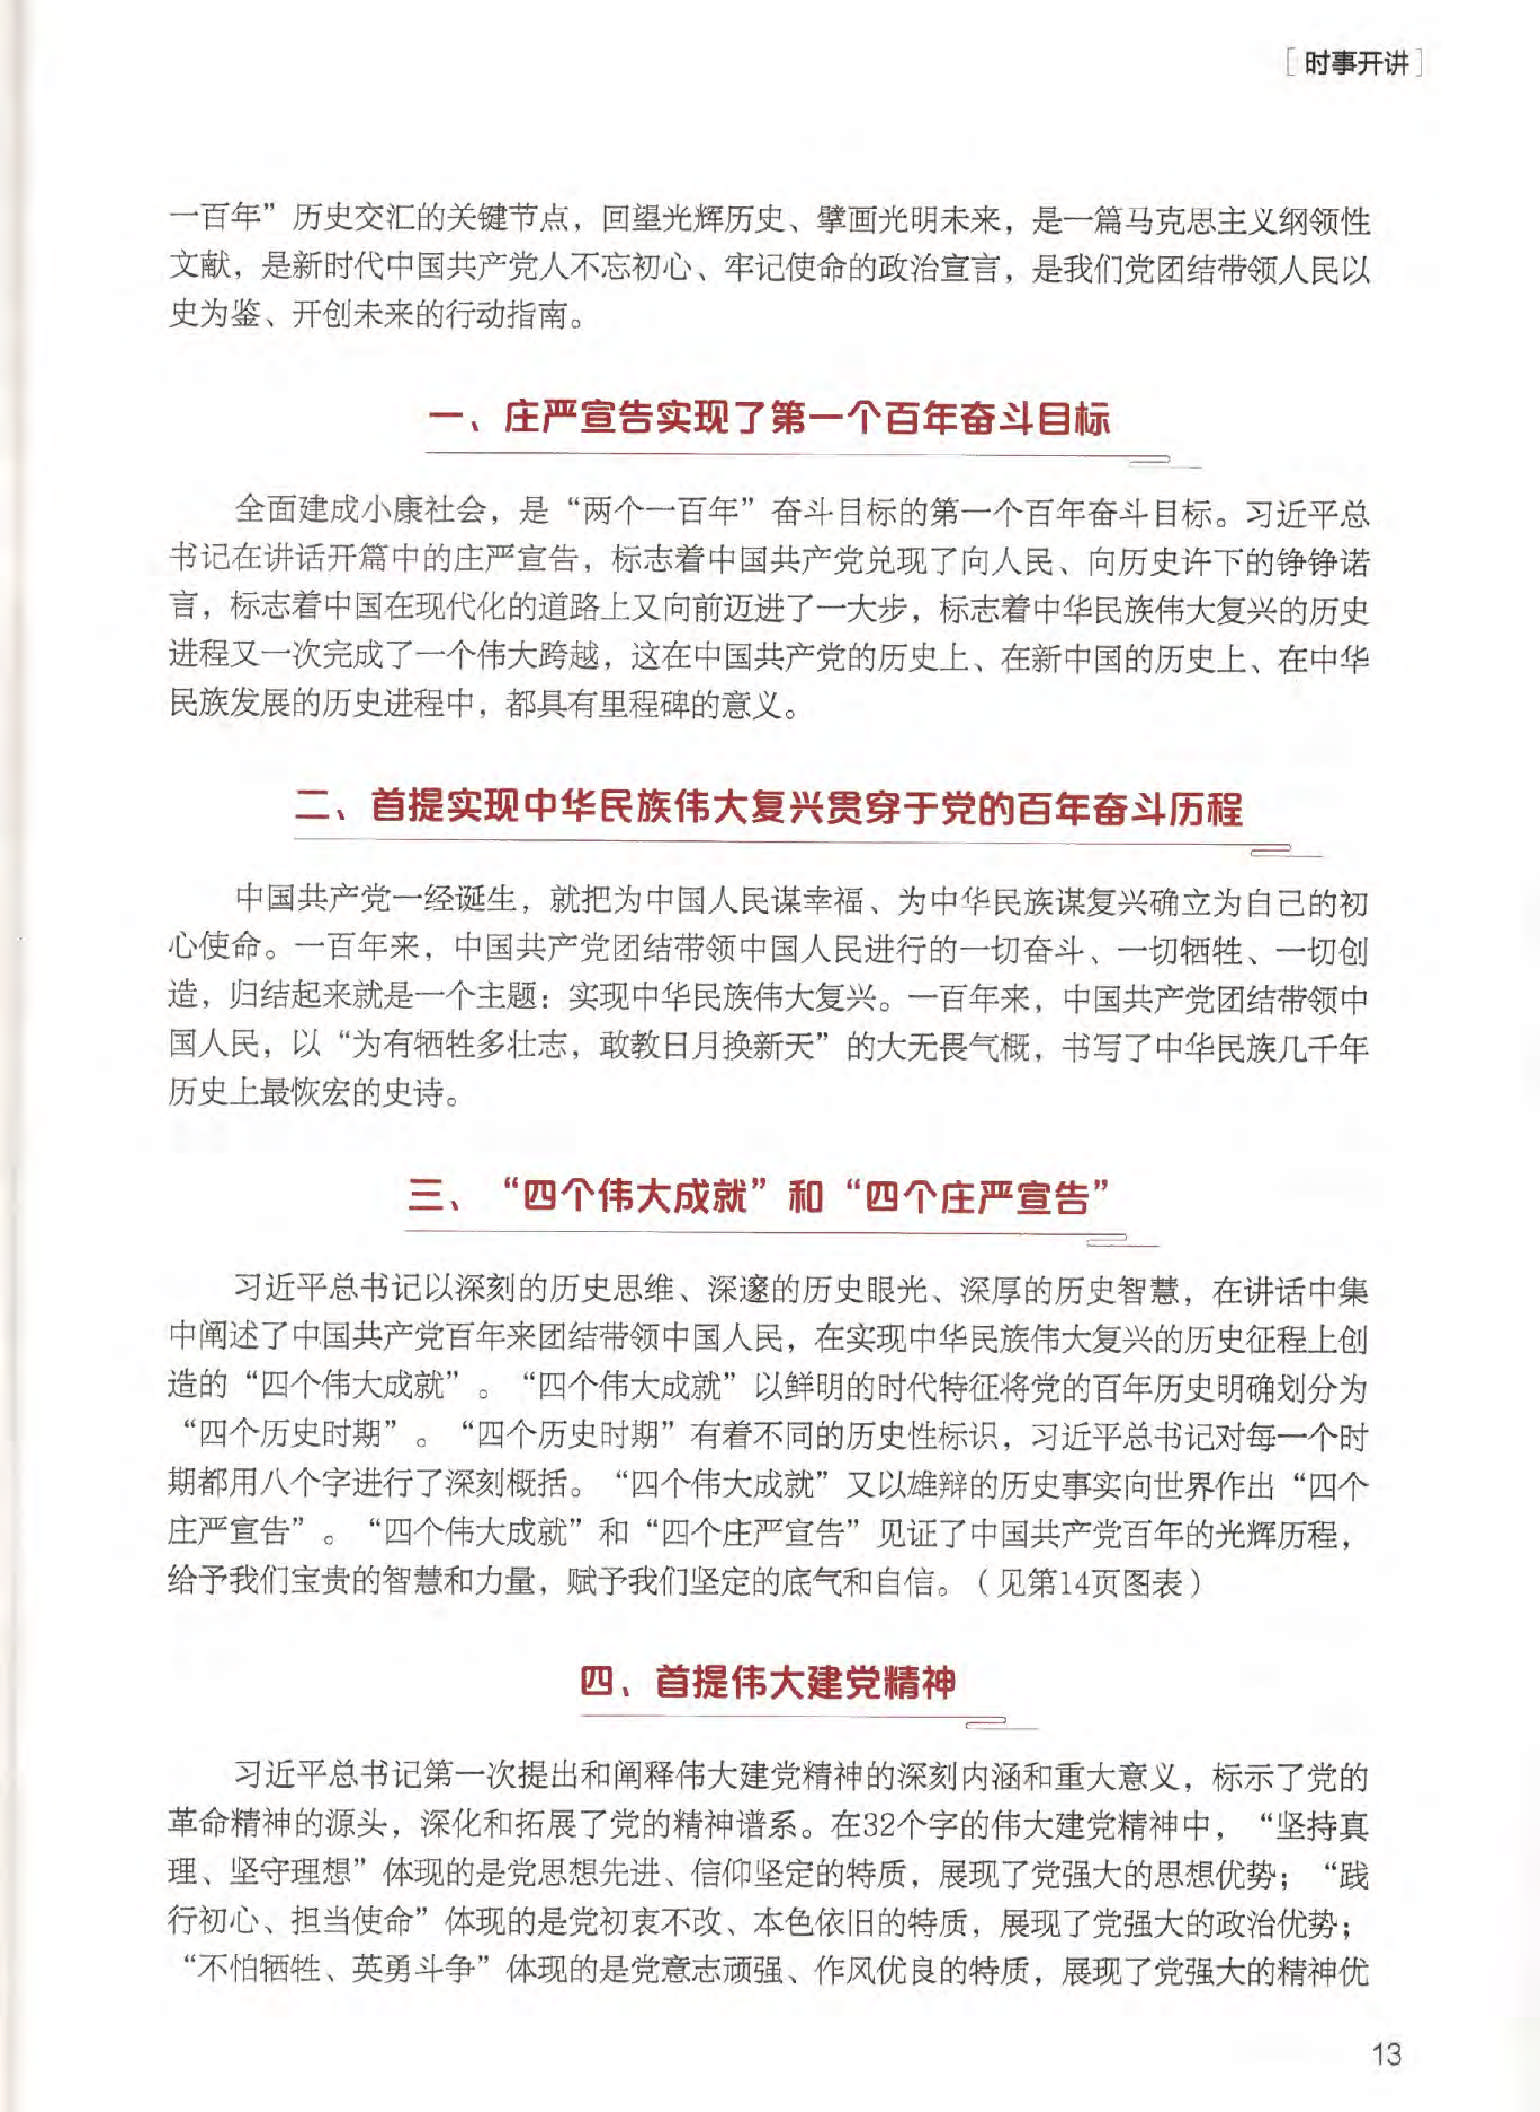 [时事开讲]
一百年”历史交汇的关键节点，回望光辉历史、擘画光明未来，是一篇马克思主义纲领性
文献，是新时代中国共产党人不忘初心、牢记使命的政治宣言，是我们党团结带领人民以
史为鉴、开创未来的行动指南。
一、庄严宣告实现了第一个百年奋斗目标
全面建成小康社会，是“两个一百年”奋斗目标的第一个百年奋斗目标。习近平总
书记在讲话开篇中的庄严宣告，标志着中国共产党兑现了向人民、向历史许下的铮铮诺
言，标志着中国在现代化的道路上又向前迈进了一大步，标志着中华民族伟大复兴的历史
进程又一次完成了一个伟大跨越，这在中国共产党的历史上、在新中国的历史上、在中华
民族发展的历史进程中，都具有里程碑的意义。
二、首提实现中华民族伟大复兴贯穿于党的百年奋斗历程
中国共产党一经诞生，就把为中国人民谋幸福、为中华民族谋复兴确立为自己的初
心使命。一百年来，中国共产党团结带领中国人民进行的一切奋斗、一切牺牲、一切创
造，归结起来就是一个主题：实现中华民族伟大复兴。一百年来，中国共产党团结带领中
国人民，以“为有牺牲多壮志，敢教日月换新天”的大无畏气概，书写了中华民族几千年
历史上最恢宏的史诗。
三、“四个伟大成就”和“四个庄严宣告”
习近平总书记以深刻的历史思维、深邃的历史眼光、深厚的历史智慧，在讲话中集
中阐述了中国共产党百年来团结带领中国人民，在实现中华民族伟大复兴的历史征程上创
造的“四个伟大成就”。“四个伟大成就”以鲜明的时代特征将党的百年历史明确划分为
“四个历史时期”。“四个历史时期”有着不同的历史性标识，习近平总书记对每一个时
期都用八个字进行了深刻概括。“四个伟大成就”又以雄辩的历史事实向世界作出“四个
庄严宣告”。“四个伟大成就”和“四个庄严宣告”见证了中国共产党百年的光辉历程，
给予我们宝贵的智慧和力量，赋予我们坚定的底气和自信。（见第14页图表）
四、首提伟大建党精神
习近平总书记第一次提出和阐释伟大建党精神的深刻内涵和重大意义，标示了党的
革命精神的源头，深化和拓展了党的精神谱系。在32个字的伟大建党精神中，“坚持真
理、坚守理想”体现的是党思想先进、信仰坚定的特质，展现了党强大的思想优势；“践
行初心、担当使命”体现的是党初衷不改、本色依旧的特质，展现了党强大的政治优势；
“不怕牺牲、英勇斗争”体现的是党意志顽强、作风优良的特质，展现了党强大的精神优
13